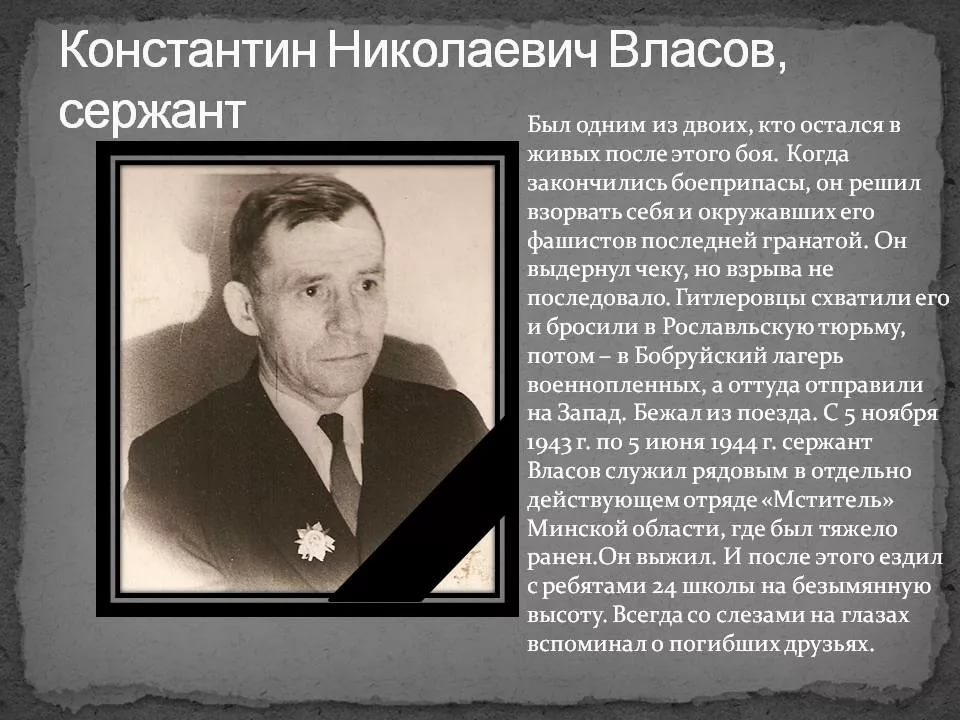 Константин Николаевич Власов,
сержант
Был одним из двоих, кто остался в
живых после этого боя. Когда
закончились боеприпасы, он решил
взорвать себя и окружавших его
фашистов последней гранатой. Он
выдернул чеку, но взрыва не
последовало. Гитлеровцы схватили его
и бросили в Рославльскую тюрьму,
потом – в Бобруйский лагерь
военнопленных, а оттуда отправили
на Запад. Бежал из поезда. С 5 ноября
1943 г. по 5 июня 1944 г. сержант
Власов служил рядовым в отдельно
действующем отряде «Мститель»
Минской области, где был тяжело
ранен.Он выжил. И после этого ездил
с ребятами 24 школы на безымянную
высоту. Всегда со слезами на глазах
вспоминал о погибших друзьях.